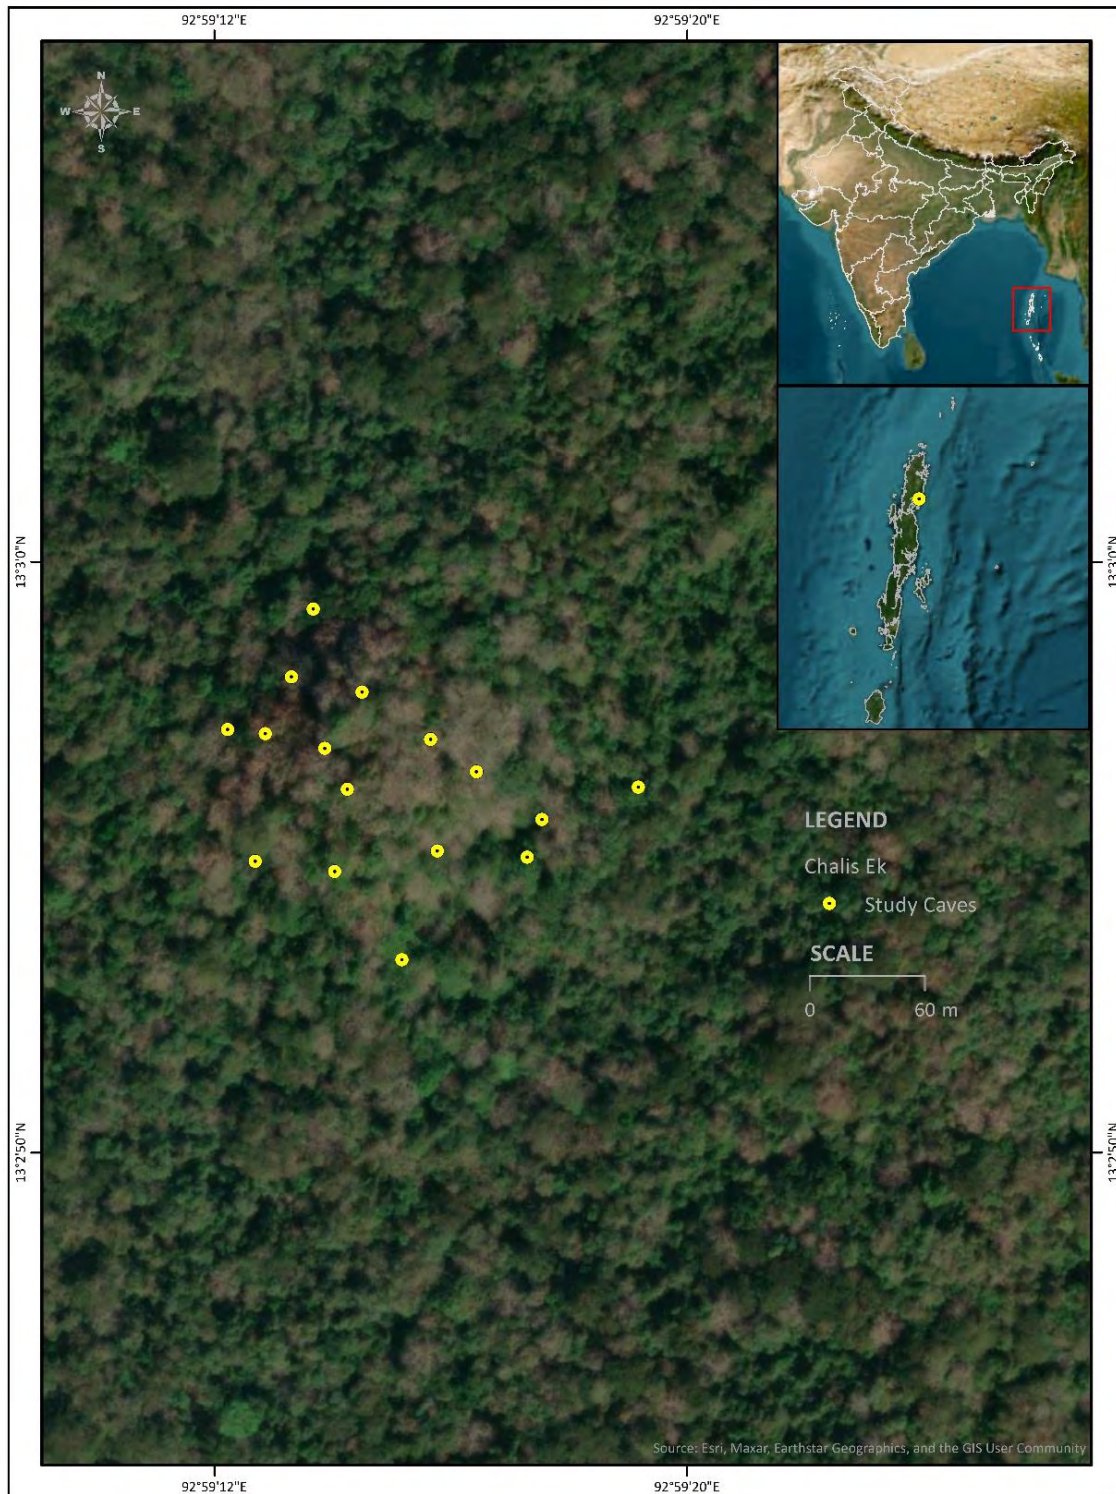 92°59'12"E
92°59'20"E
N
W E
S
13°3'0"N
13°3'0"N
LEGEND
Chalis Ek
Study Caves
SCALE
0 60 m
13°2'50"N
13°2'50"N
Source: Esri, Maxar, Earthstar Geographics, and the GIS User Community
92°59'12"E
92°59'20"E